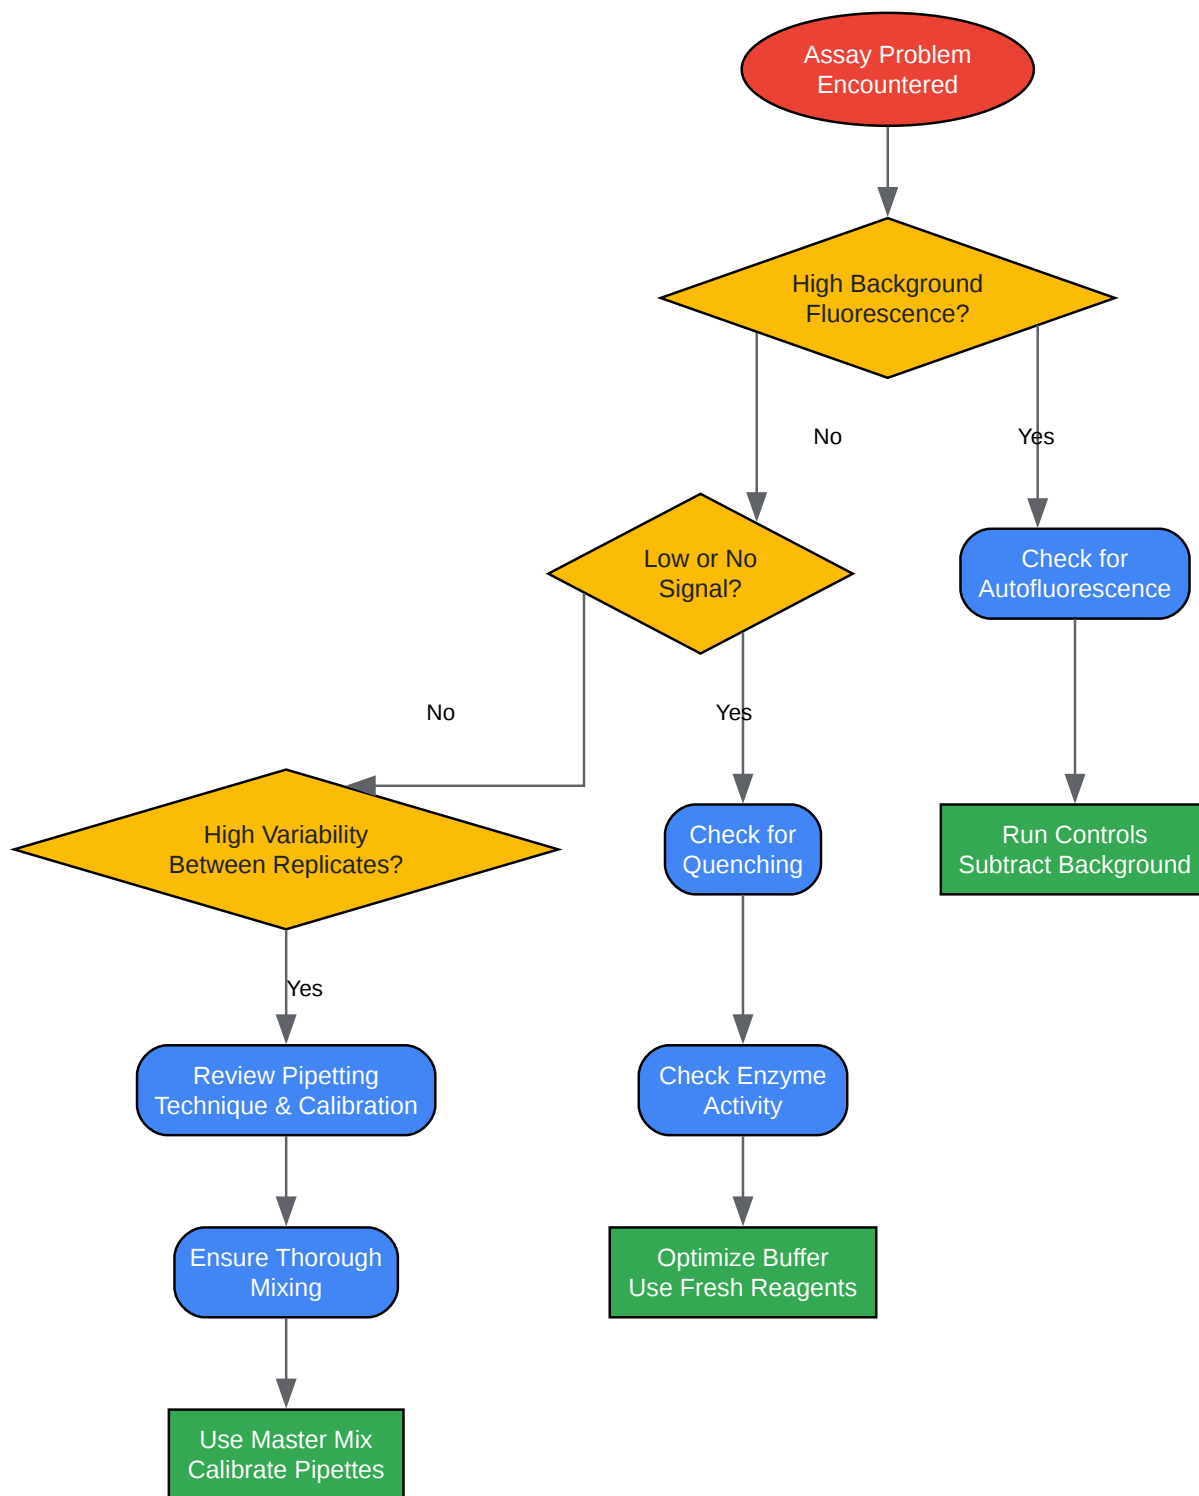 Assay Problem
Encountered
High Background
Fluorescence?
No
Yes
Low or No
Signal?
Check for
Autofluorescence
No
Yes
High Variability
Between Replicates?
Check for
Quenching
Run Controls
Subtract Background
Yes
Review Pipetting
Technique & Calibration
Check Enzyme
Activity
Ensure Thorough
Mixing
Optimize Buffer
Use Fresh Reagents
Use Master Mix
Calibrate Pipettes